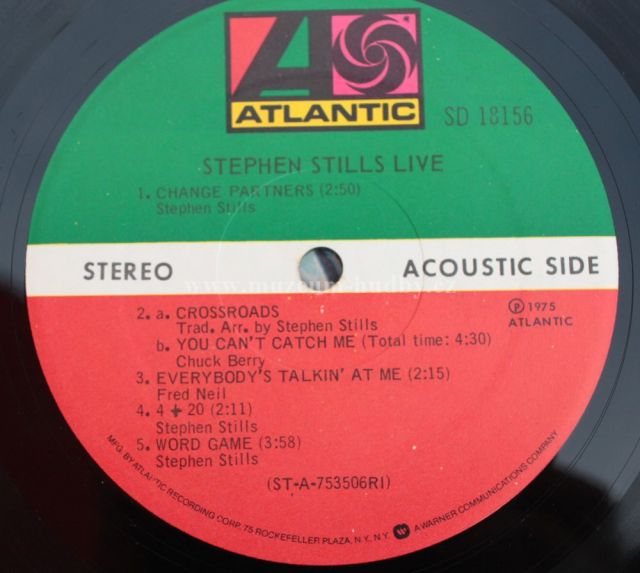 ATLANTIC
SD 18156
STEPHEN STILLS LIVE
1. CHANGE PARTNERS (2:50)
Stephen Stills
STEREO
ACOUSTIC SIDE
www.muzeum-hudby.cz
2. a. CROSSROADS
Trad. Arr. by Stephen Stills
b. YOU CAN'T CATCH ME (Total time: 4:30)
Chuck Berry
℗ 1975
ATLANTIC
3. EVERYBODY'S TALKIN' AT ME (2:15)
Fred Neil
4. 4 + 20 (2:11)
Stephen Stills
5. WORD GAME (3:58)
Stephen Stills
(ST-A-753506RI)
MFG. BY ATLANTIC RECORDING CORP. 75 ROCKEFELLER PLAZA, N.Y., N.Y. W A WARNER COMMUNICATIONS COMPANY